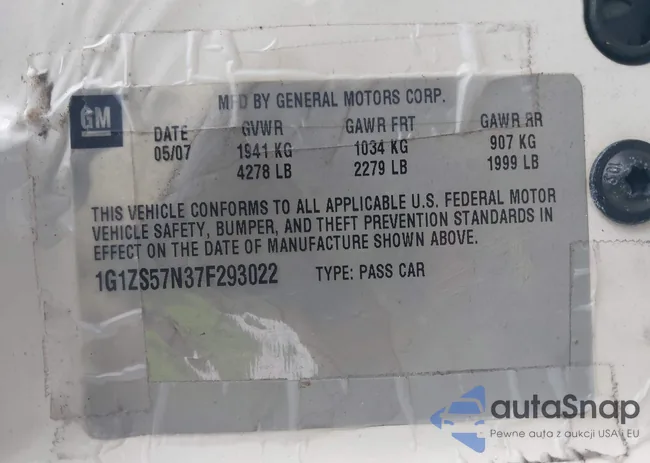 GM
MFD BY GENERAL MOTORS CORP.
DATE GVWR GAWR FRT GAWR RR
05/07 1941 KG 1034 KG 907 KG
4278 LB 2279 LB 1999 LB
THIS VEHICLE CONFORMS TO ALL APPLICABLE U.S. FEDERAL MOTOR
VEHICLE SAFETY, BUMPER, AND THEFT PREVENTION STANDARDS IN
EFFECT ON THE DATE OF MANUFACTURE SHOWN ABOVE.
1G1ZS57N37F293022 TYPE: PASS CAR
autaSnap
Pewne auta z aukcji USA i EU